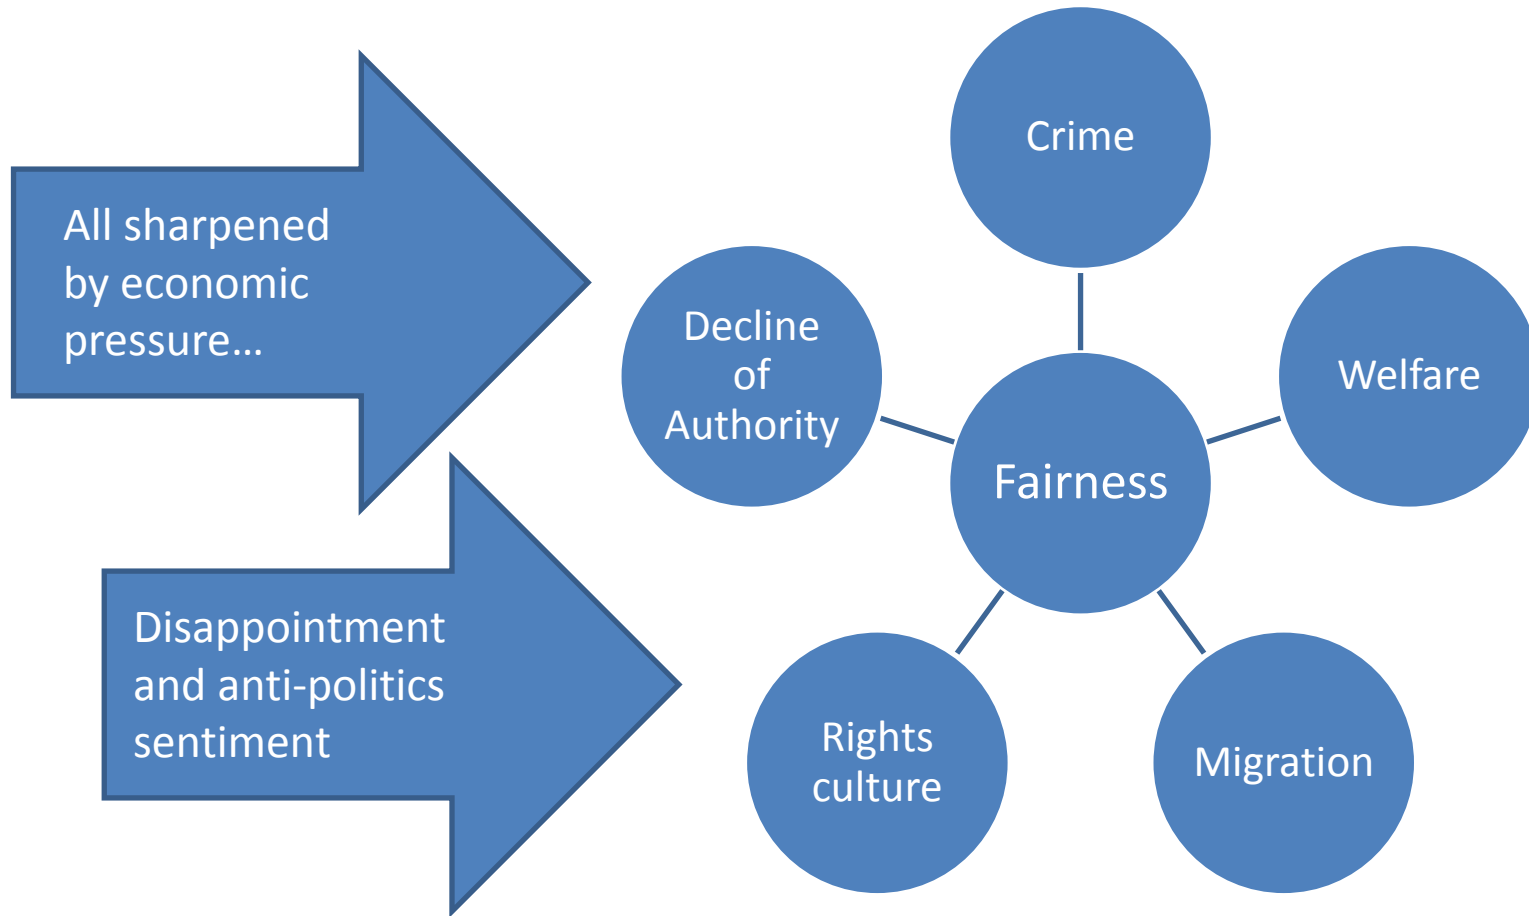 All sharpened
by economic
pressure…
Disappointment
and anti-politics
sentiment
Crime
Decline
of
Authority
Welfare
Fairness
Rights
culture
Migration